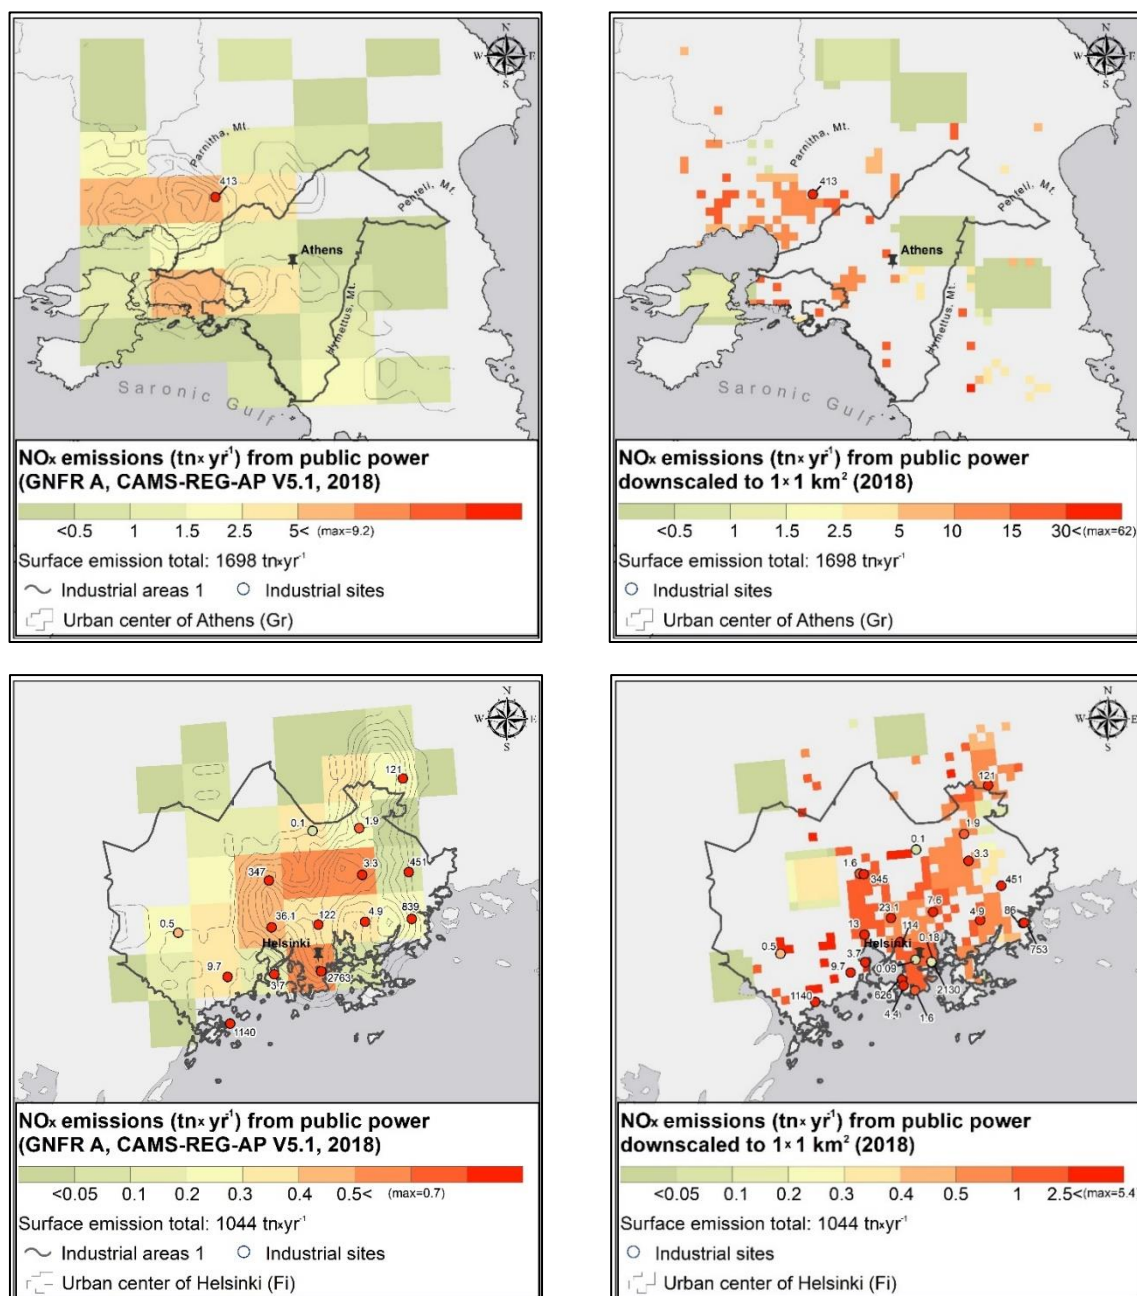 N
W E
S
Parnitha, Mt.
413
Penteli, Mt.
Athens
Hymettus, Mt.
Saronic Gulf
NOx emissions (tn× yr⁻¹) from public power
(GNFR A, CAMS-REG-AP V5.1, 2018)
<0.5 1 1.5 2.5 5< (max=9.2)
Surface emission total: 1698 tn×yr⁻¹
Industrial areas 1 Industrial sites
Urban center of Athens (Gr)
N
W E
S
Parnitha, Mt.
413
Penteli, Mt.
Athens
Hymettus, Mt.
Saronic Gulf
NOx emissions (tn× yr⁻¹) from public power
downscaled to 1× 1 km² (2018)
<0.5 1 1.5 2.5 5 10 15 30<(max=62)
Surface emission total: 1698 tn×yr⁻¹
Industrial sites
Urban center of Athens (Gr)
N
W E
S
121
0.1 1.9
347 3.3 451
0.5 36.1 122 4.9 839
Helsinki
9.7 3.7 2763
1140
NOx emissions (tn× yr⁻¹) from public power
(GNFR A, CAMS-REG-AP V5.1, 2018)
<0.05 0.1 0.2 0.3 0.4 0.5< (max=0.7)
Surface emission total: 1044 tn×yr⁻¹
Industrial areas 1 Industrial sites
Urban center of Helsinki (Fi)
N
W E
S
121
0.1 1.9
1.6 345 3.3 451
23.1 7.6 4.9 86
13 114
0.5 Helsinki 0.18 753
3.7 0.09
9.7
1140 626 2130
4.4 1.6
NOx emissions (tn× yr⁻¹) from public power
downscaled to 1× 1 km² (2018)
<0.05 0.1 0.2 0.3 0.4 0.5 1 2.5<(max=5.4)
Surface emission total: 1044 tn×yr⁻¹
Industrial sites
Urban center of Helsinki (Fi)